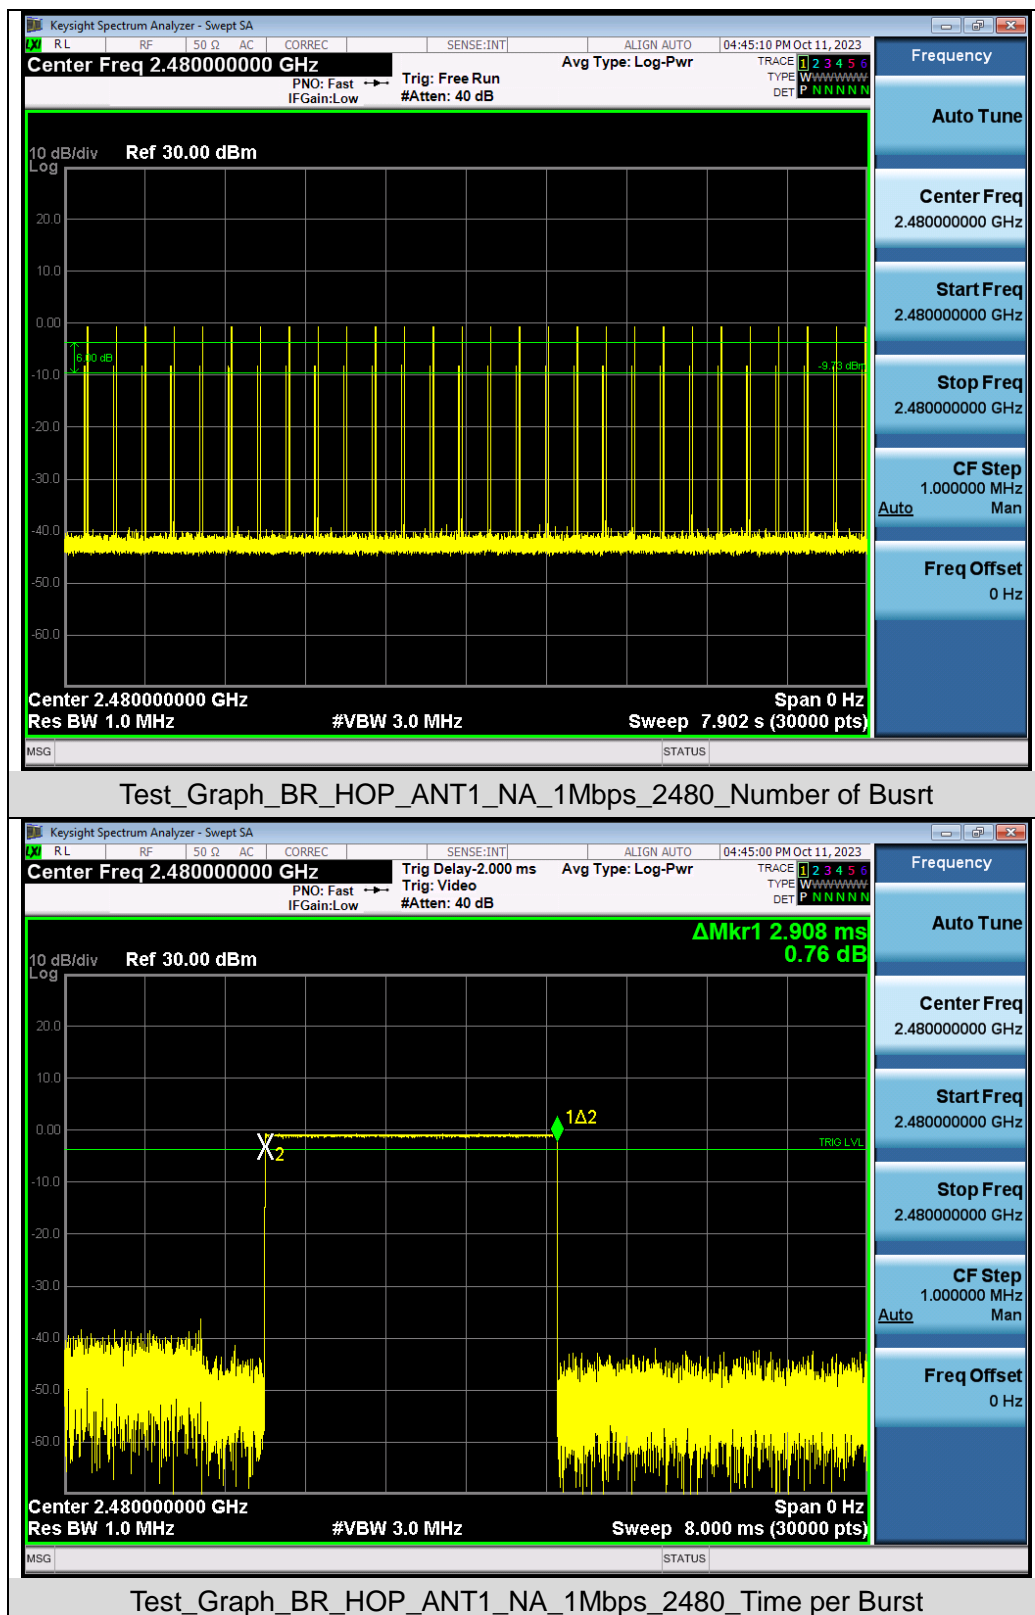 Keysight Spectrum Analyzer - Swept SA
LXI RL RF 50 Ω AC CORREC SENSE:INT ALIGN AUTO 04:45:10 PM Oct 11, 2023
Center Freq 2.480000000 GHz Avg Type: Log-Pwr TRACE 1 2 3 4 5 6
PNO: Fast Trig: Free Run TYPE WWWWWW
IFGain:Low #Atten: 40 dB DET P N N N N N
Frequency
Auto Tune
Center Freq
2.480000000 GHz
Start Freq
2.480000000 GHz
Stop Freq
2.480000000 GHz
CF Step
1.000000 MHz
Auto Man
Freq Offset
0 Hz
10 dB/div Ref 30.00 dBm
Log
20.0
10.0
0.00
6.00 dB
-9.73 dBm
-10.0
-20.0
-30.0
-40.0
-50.0
-60.0
Center 2.480000000 GHz Span 0 Hz
Res BW 1.0 MHz #VBW 3.0 MHz Sweep 7.902 s (30000 pts)
MSG STATUS
Test_Graph_BR_HOP_ANT1_NA_1Mbps_2480_Number of Busrt
Keysight Spectrum Analyzer - Swept SA
LXI RL RF 50 Ω AC CORREC SENSE:INT ALIGN AUTO 04:45:00 PM Oct 11, 2023
Center Freq 2.480000000 GHz Trig Delay-2.000 ms Avg Type: Log-Pwr TRACE 1 2 3 4 5 6
PNO: Fast Trig: Video TYPE WWWWWW
IFGain:Low #Atten: 40 dB DET P N N N N N
Frequency
Auto Tune
Center Freq
2.480000000 GHz
Start Freq
2.480000000 GHz
Stop Freq
2.480000000 GHz
CF Step
1.000000 MHz
Auto Man
Freq Offset
0 Hz
ΔMkr1 2.908 ms
0.76 dB
10 dB/div Ref 30.00 dBm
Log
20.0
10.0
0.00
1Δ2
2
TRIG LVL
-10.0
-20.0
-30.0
-40.0
-50.0
-60.0
Center 2.480000000 GHz Span 0 Hz
Res BW 1.0 MHz #VBW 3.0 MHz Sweep 8.000 ms (30000 pts)
MSG STATUS
Test_Graph_BR_HOP_ANT1_NA_1Mbps_2480_Time per Burst